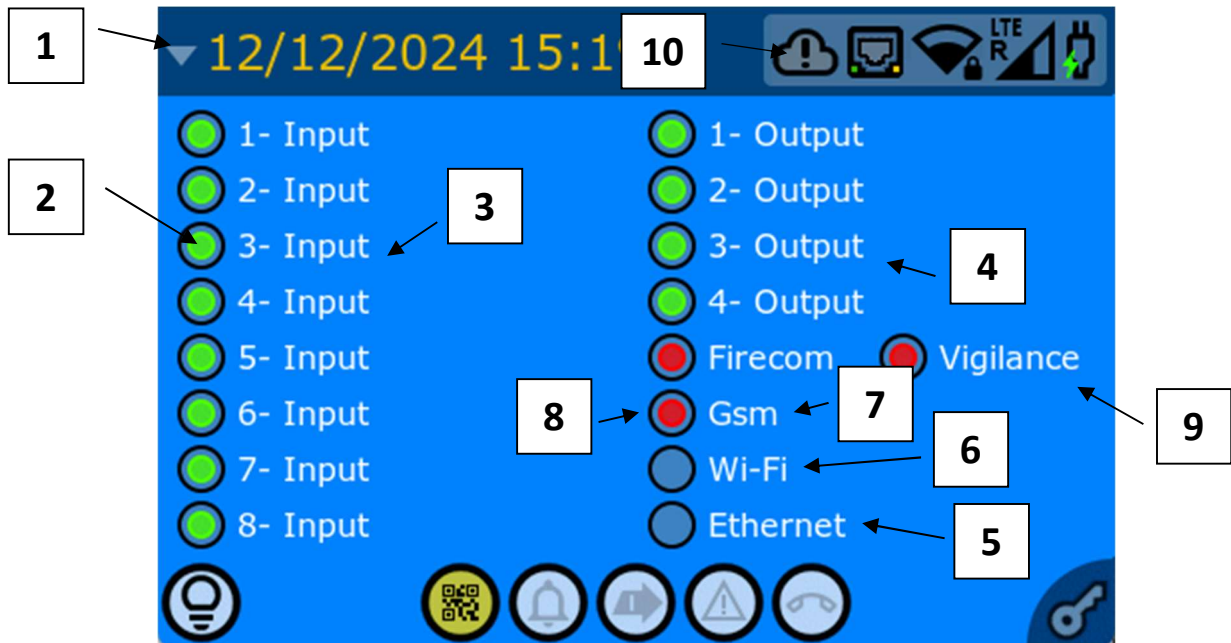 1
12/12/2024 15:1
10
LTE
R
1- Input
1- Output
2
2- Input
2- Output
3
3- Input
3- Output
4
4- Input
4- Output
5- Input
Firecom
Vigilance
8
6- Input
Gsm
7
9
7- Input
Wi-Fi
6
8- Input
Ethernet
5